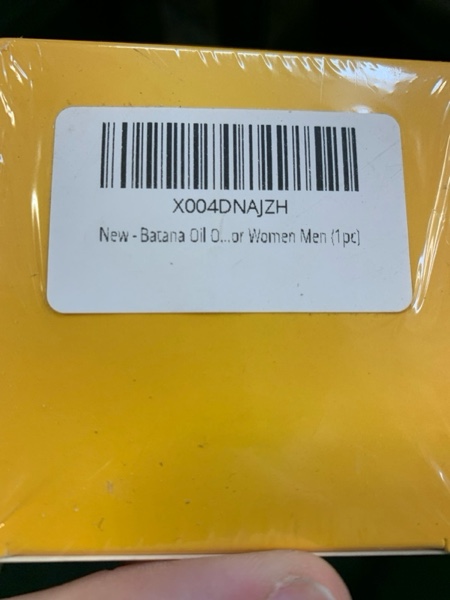 X004DNAJZH
New - Batana Oil O...or Women Men (1pc)